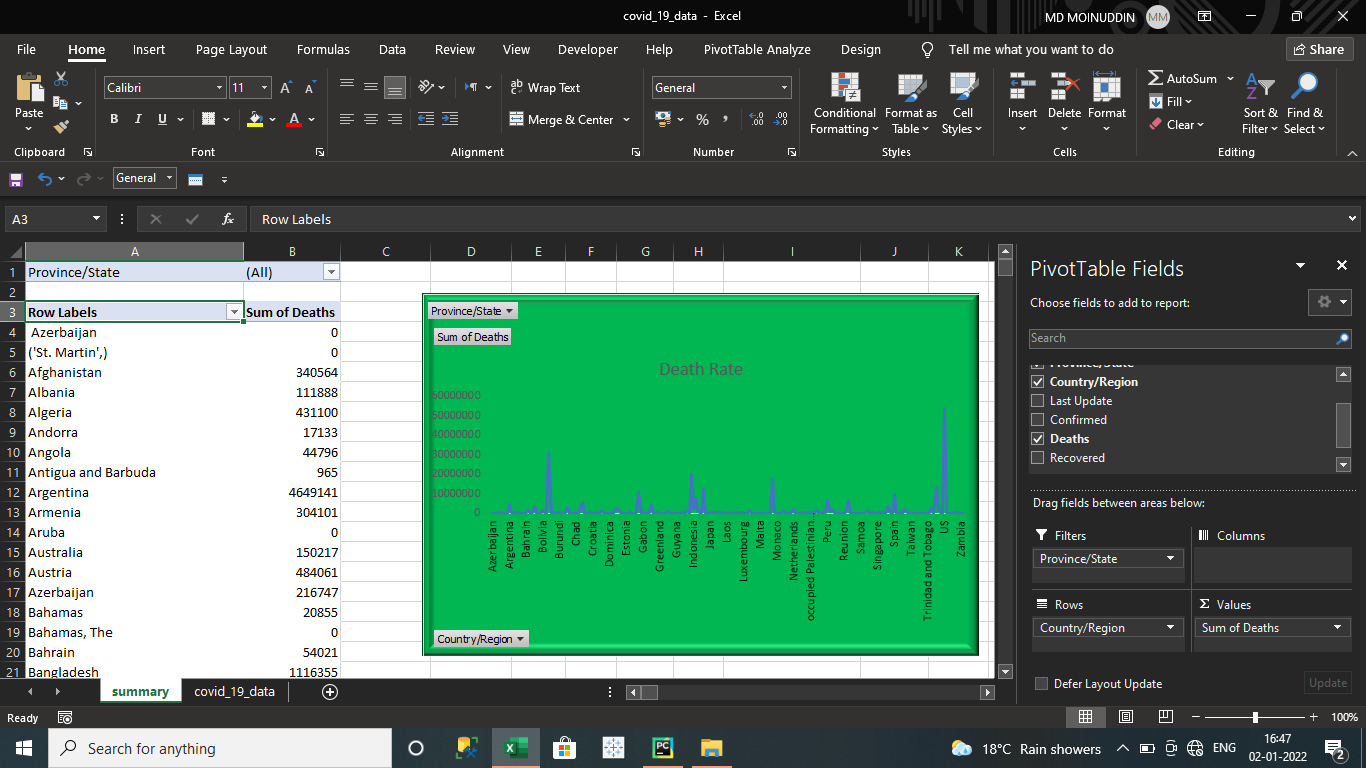 covid_19_data - Excel
MD MOINUDDIN MM
File Home Insert Page Layout Formulas Data Review View Developer Help PivotTable Analyze Design Tell me what you want to do Share
Paste
Calibri 11
Wrap Text
General
Conditional Formatting
Format as Table
Cell Styles
Insert Delete Format
AutoSum
Fill
Clear
Sort & Filter
Find & Select
B I U
Merge & Center
Clipboard Font Alignment Number Styles Cells Editing
General
A3 fx Row Labels
A B C D E F G H I J K
1 Province/State (All)
2
3 Row Labels Sum of Deaths
4 Azerbaijan 0
5 ('St. Martin',) 0
6 Afghanistan 340564
7 Albania 111888
8 Algeria 431100
9 Andorra 17133
10 Angola 44796
11 Antigua and Barbuda 965
12 Argentina 4649141
13 Armenia 304101
14 Aruba 0
15 Australia 150217
16 Austria 484061
17 Azerbaijan 216747
18 Bahamas 20855
19 Bahamas, The 0
20 Bahrain 54021
21 Bangladesh 1116355
Province/State
Sum of Deaths
Death Rate
60000000
50000000
40000000
30000000
20000000
10000000
0
Azerbaijan
Argentina
Bahrain
Bolivia
Burundi
Chad
Croatia
Dominica
Estonia
Gabon
Greenland
Guyana
Indonesia
Japan
Laos
Luxembourg
Malta
Monaco
Netherlands
occupied Palestinian...
Peru
Reunion
Samoa
Singapore
Spain
Taiwan
Trinidad and Tobago
US
Zambia
Country/Region
PivotTable Fields
Choose fields to add to report:
Search
Province/State
Country/Region
Last Update
Confirmed
Deaths
Recovered
Drag fields between areas below:
Filters Columns
Province/State
Rows Σ Values
Country/Region Sum of Deaths
Defer Layout Update Update
summary covid_19_data
Ready 100%
Search for anything
18°C Rain showers ENG 16:47
02-01-2022
2